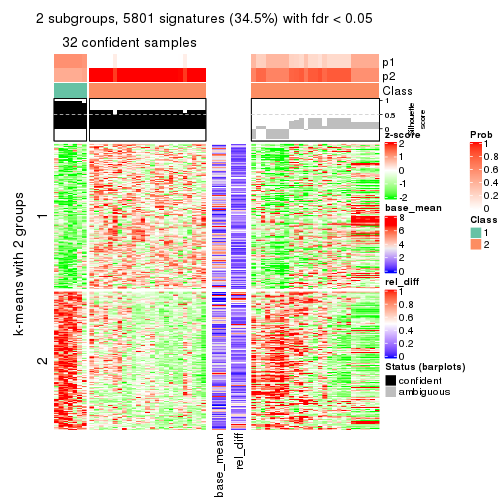 2 subgroups, 5801 signatures (34.5%) with fdr < 0.05
32 confident samples
p1
p2
Class
1
0.5
0
Silhouette
score
k-means with 2 groups
1
2
base_mean
rel_diff
z-score
2
1
0
-1
-2
base_mean
8
6
4
2
0
rel_diff
1
0.8
0.6
0.4
0.2
0
Status (barplots)
confident
ambiguous
Prob
1
0.8
0.6
0.4
0.2
0
Class
1
2